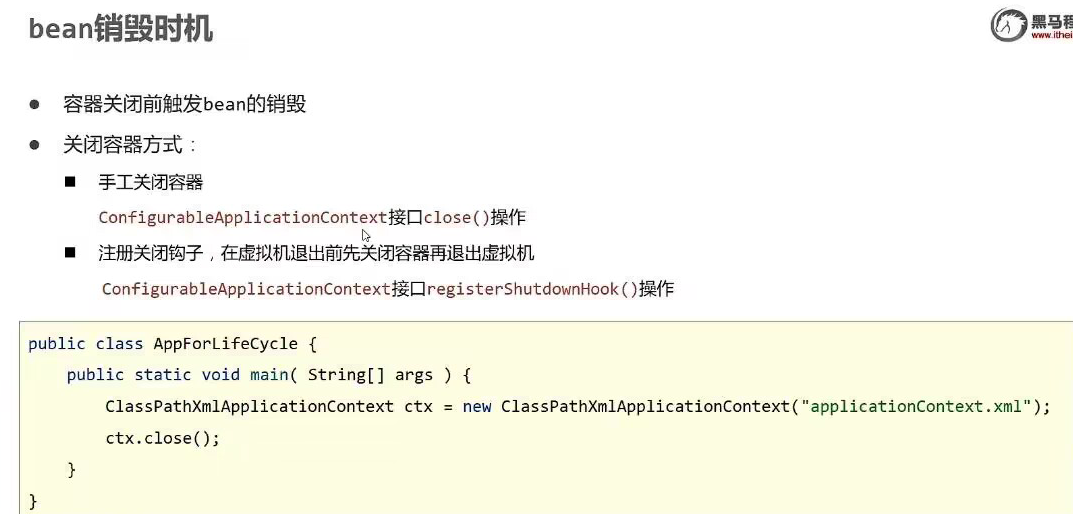 bean销毁时机
黑马程
www.ithei
● 容器关闭前触发bean的销毁
● 关闭容器方式：
■ 手工关闭容器
ConfigurableApplicationContext接口close()操作
■ 注册关闭钩子，在虚拟机退出前先关闭容器再退出虚拟机
ConfigurableApplicationContext接口registerShutdownHook()操作
public class AppForLifeCycle {
    public static void main( String[] args ) {
        ClassPathXmlApplicationContext ctx = new ClassPathXmlApplicationContext("applicationContext.xml");
        ctx.close();
    }
}